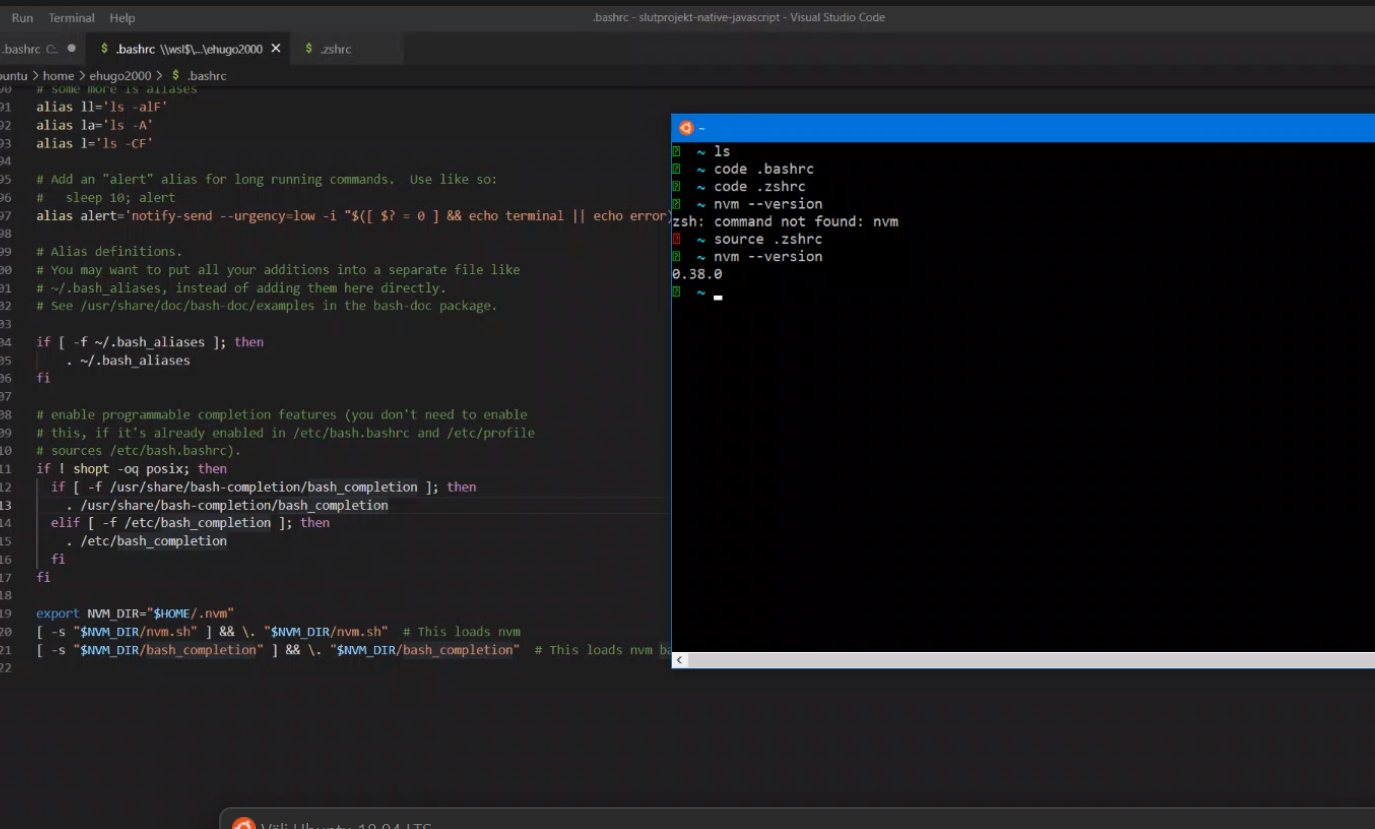 Run Terminal Help
.bashrc - slutprojekt-native-javascript - Visual Studio Code
.bashrc C:. ● $ .bashrc \\wsl$\...\ehugo2000 ✕ $ .zshrc
untu > home > ehugo2000 > $ .bashrc
90 # some more ls aliases
91 alias ll='ls -alF'
92 alias la='ls -A'
93 alias l='ls -CF'
94
95 # Add an "alert" alias for long running commands.  Use like so:
96 #   sleep 10; alert
97 alias alert='notify-send --urgency=low -i "$([ $? = 0 ] && echo terminal || echo error)
98
99 # Alias definitions.
00 # You may want to put all your additions into a separate file like
01 # ~/.bash_aliases, instead of adding them here directly.
02 # See /usr/share/doc/bash-doc/examples in the bash-doc package.
03
04 if [ -f ~/.bash_aliases ]; then
05     . ~/.bash_aliases
06 fi
07
08 # enable programmable completion features (you don't need to enable
09 # this, if it's already enabled in /etc/bash.bashrc and /etc/profile
10 # sources /etc/bash.bashrc).
11 if ! shopt -oq posix; then
12   if [ -f /usr/share/bash-completion/bash_completion ]; then
13     . /usr/share/bash-completion/bash_completion
14   elif [ -f /etc/bash_completion ]; then
15     . /etc/bash_completion
16   fi
17 fi
18
19 export NVM_DIR="$HOME/.nvm"
20 [ -s "$NVM_DIR/nvm.sh" ] && \. "$NVM_DIR/nvm.sh"  # This loads nvm
21 [ -s "$NVM_DIR/bash_completion" ] && \. "$NVM_DIR/bash_completion"  # This loads nvm
22
~
~ ls
~ code .bashrc
~ code .zshrc
~ nvm --version
zsh: command not found: nvm
~ source .zshrc
~ nvm --version
0.38.0
~
Välj Ubuntu 18.04 LTS